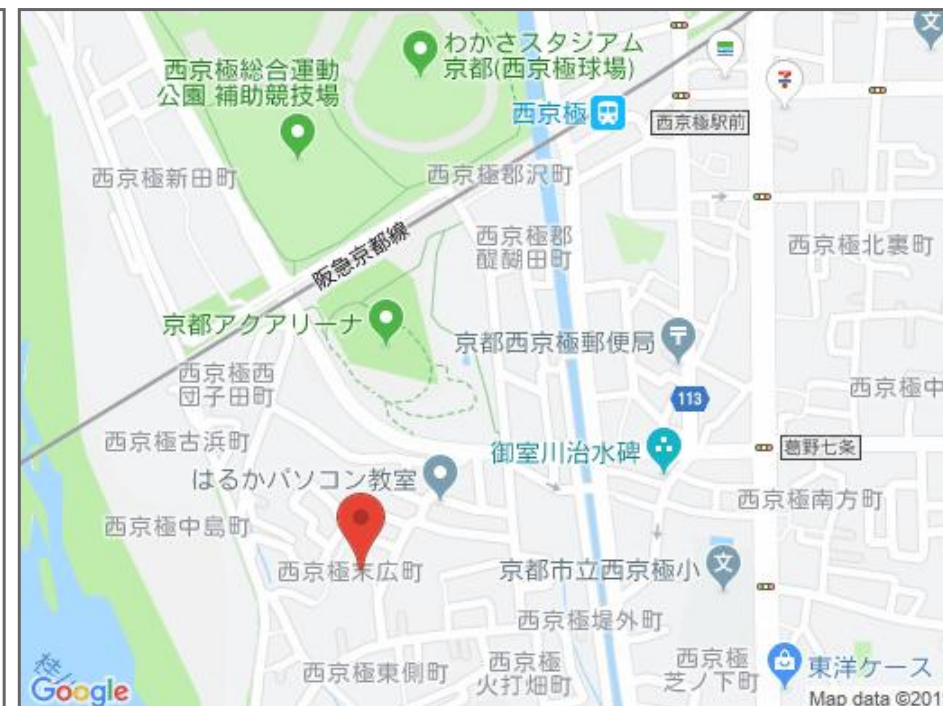 わかさスタジアム
京都(西京極球場)
西京極総合運動
公園 補助競技場
西京極
西京極駅前
西京極新田町
西京極郡沢町
西京極郡
醍醐田町
西京極北裏町
阪急京都線
京都アクアリーナ
京都西京極郵便局
西京極西
団子田町
西京極中
113
西京極古浜町
御室川治水碑
葛野七条
はるかパソコン教室
西京極南方町
西京極中島町
西京極末広町
京都市立西京極小
文
文
西京極堤外町
西京極東側町
西京極
火打畑町
西京極
芝ノ下町
東洋ケース
桂川
Google
Map data ©201